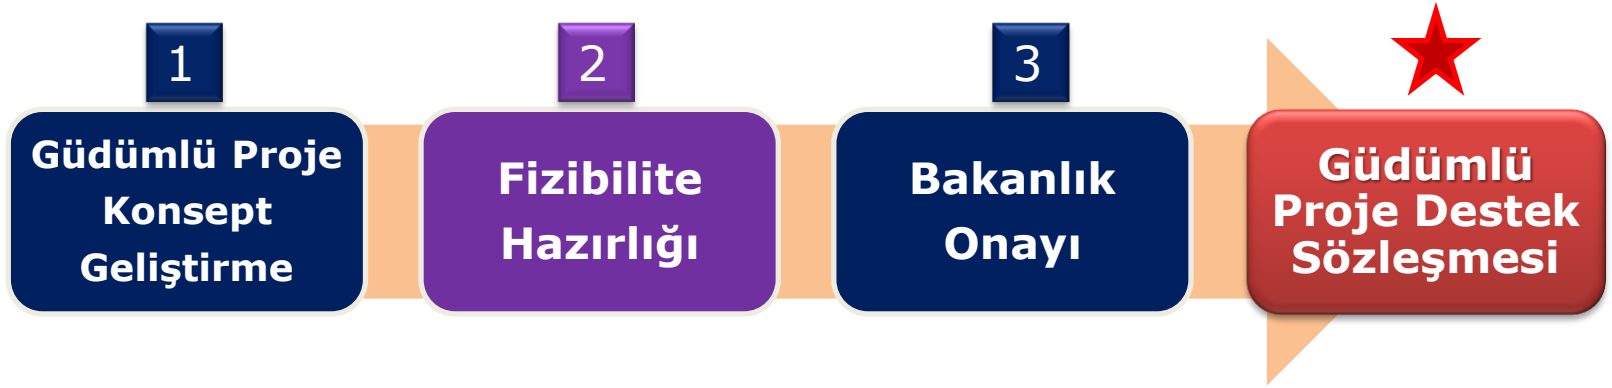 1
Güdümlü Proje
Konsept
Geliştirme
2
Fizibilite
Hazırlığı
3
Bakanlık
Onayı
Güdümlü
Proje Destek
Sözleşmesi